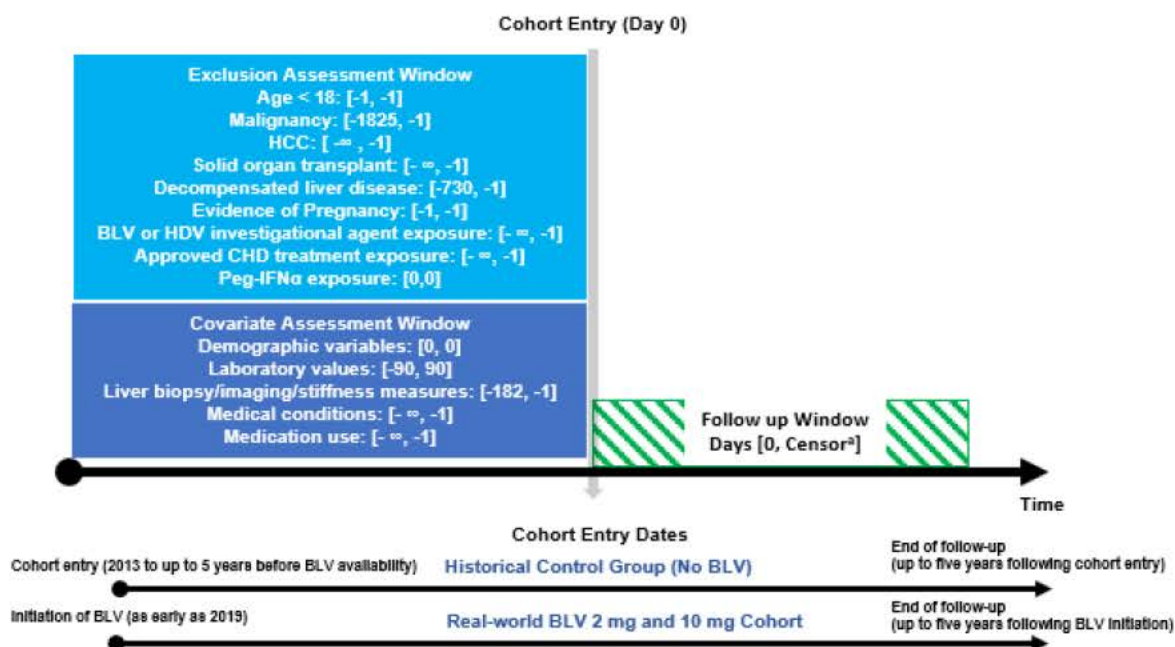 Cohort Entry (Day 0)
Exclusion Assessment Window
Age < 18: [-1, -1]
Malignancy: [-1825, -1]
HCC: [ -∞ , -1]
Solid organ transplant: [- ∞, -1]
Decompensated liver disease: [-730, -1]
Evidence of Pregnancy: [-1, -1]
BLV or HDV investigational agent exposure: [- ∞, -1]
Approved CHD treatment exposure: [- ∞, -1]
Peg-IFNα exposure: [0,0]
Covariate Assessment Window
Demographic variables: [0, 0]
Laboratory values: [-90, 90]
Liver biopsy/imaging/stiffness measures: [-182, -1]
Medical conditions: [- ∞, -1]
Medication use: [- ∞, -1]
Follow up Window
Days [0, Censorᵃ]
Time
Cohort Entry Dates
Cohort entry (2013 to up to 5 years before BLV availability)
Historical Control Group (No BLV)
End of follow-up
(up to five years following cohort entry)
Initiation of BLV (as early as 2019)
Real-world BLV 2 mg and 10 mg Cohort
End of follow-up
(up to five years following BLV initiation)